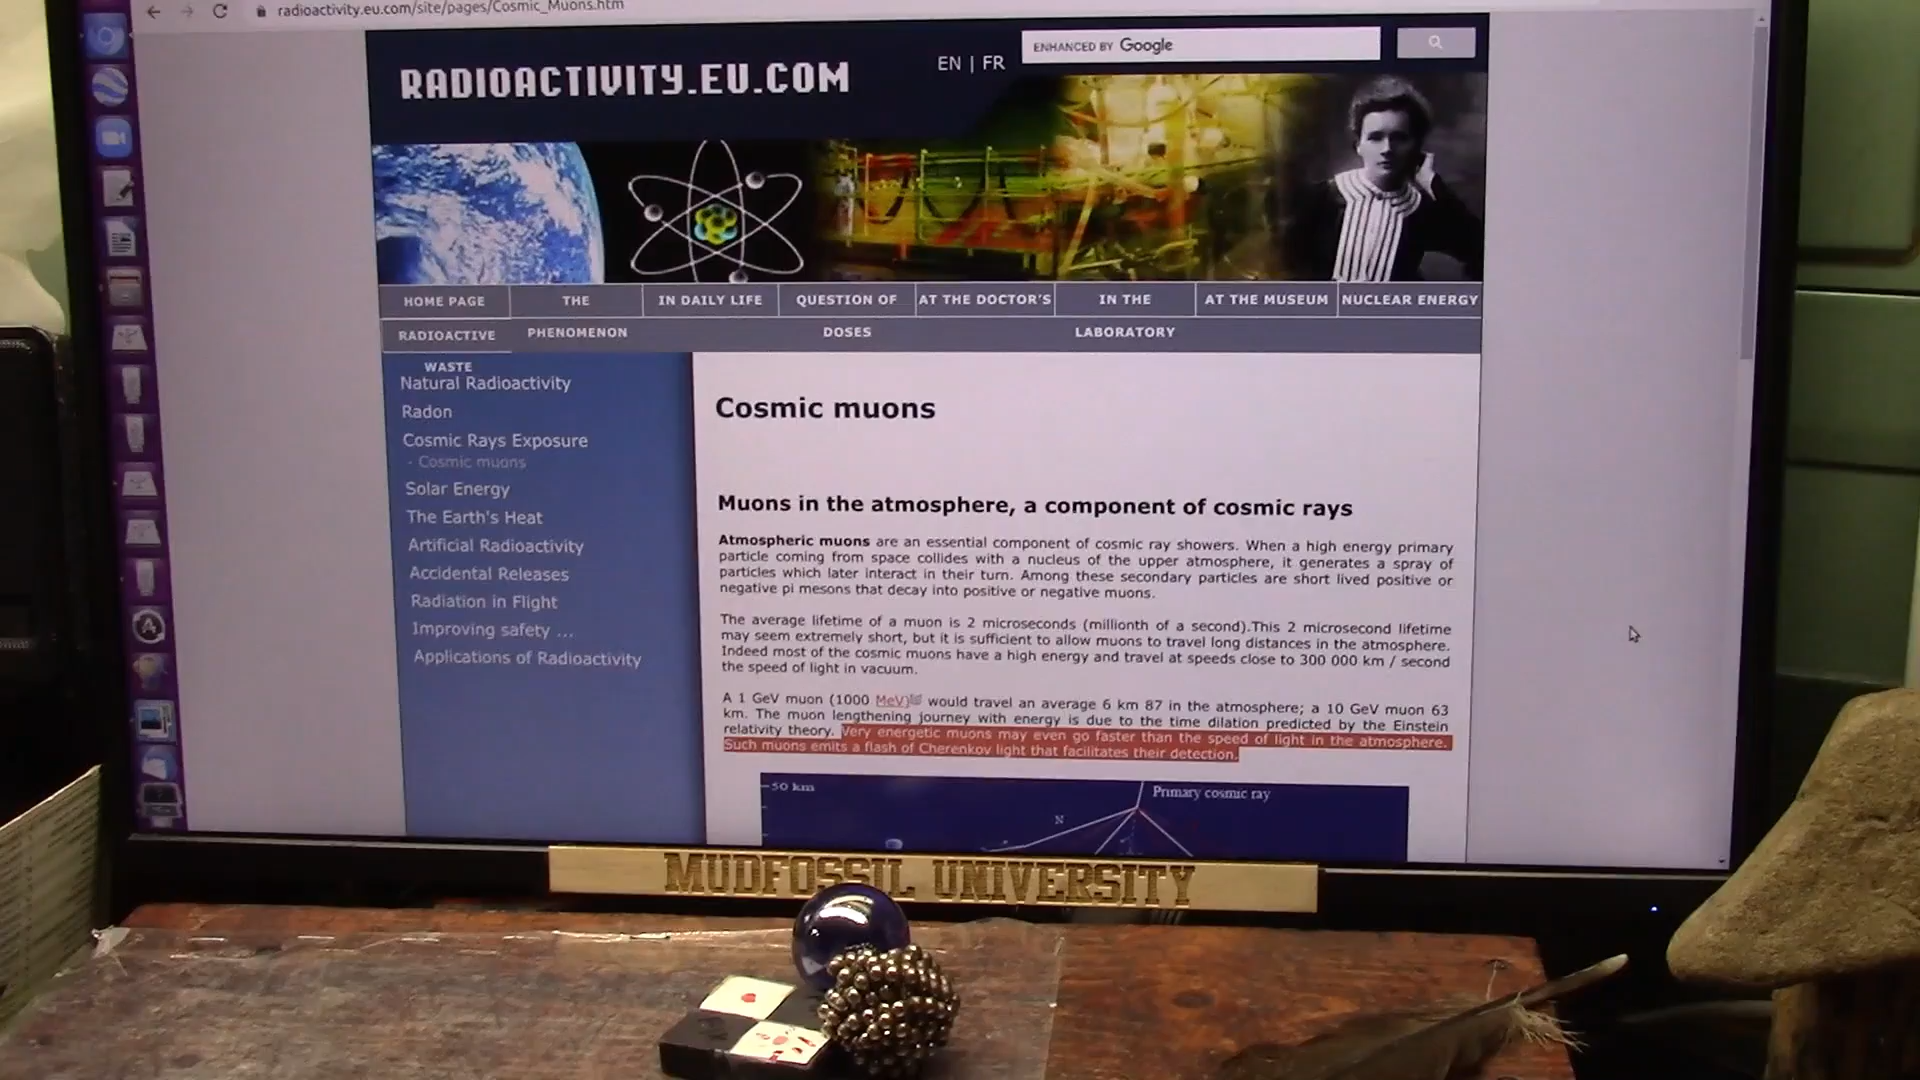 radioactivity.eu.com/site/pages/Cosmic_Muons.htm
RADIOACTIVITY.EU.COM
EN | FR
ENHANCED BY Google
HOME PAGE
THE
IN DAILY LIFE
QUESTION OF
AT THE DOCTOR'S
IN THE
AT THE MUSEUM
NUCLEAR ENERGY
RADIOACTIVE
PHENOMENON
DOSES
LABORATORY
WASTE
Natural Radioactivity
Radon
Cosmic Rays Exposure
- Cosmic muons
Solar Energy
The Earth's Heat
Artificial Radioactivity
Accidental Releases
Radiation in Flight
Improving safety ...
Applications of Radioactivity
Cosmic muons
Muons in the atmosphere, a component of cosmic rays
Atmospheric muons are an essential component of cosmic ray showers. When a high energy primary
particle coming from space collides with a nucleus of the upper atmosphere, it generates a spray of
particles which later interact in their turn. Among these secondary particles are short lived positive or
negative pi mesons that decay into positive or negative muons.
The average lifetime of a muon is 2 microseconds (millionth of a second).This 2 microsecond lifetime
may seem extremely short, but it is sufficient to allow muons to travel long distances in the atmosphere.
Indeed most of the cosmic muons have a high energy and travel at speeds close to 300 000 km / second
the speed of light in vacuum.
A 1 GeV muon (1000 MeV) would travel an average 6 km 87 in the atmosphere; a 10 GeV muon 63
km. The muon lengthening journey with energy is due to the time dilation predicted by the Einstein
relativity theory. Very energetic muons may even go faster than the speed of light in the atmosphere.
Such muons emits a flash of Cherenkov light that facilitates their detection.
50 km
Primary cosmic ray
N
MUDFOSSIL UNIVERSITY